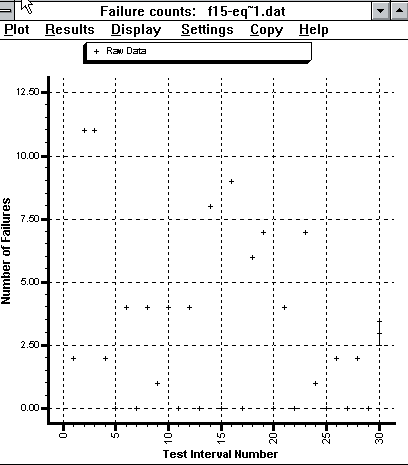 Failure counts: f15-eq~1.dat
Plot Results Display Settings Copy Help
+ Raw Data
12.50
10.00
7.50
5.00
2.50
0.00
Number of Failures
0 5 10 15 20 25 30
Test Interval Number